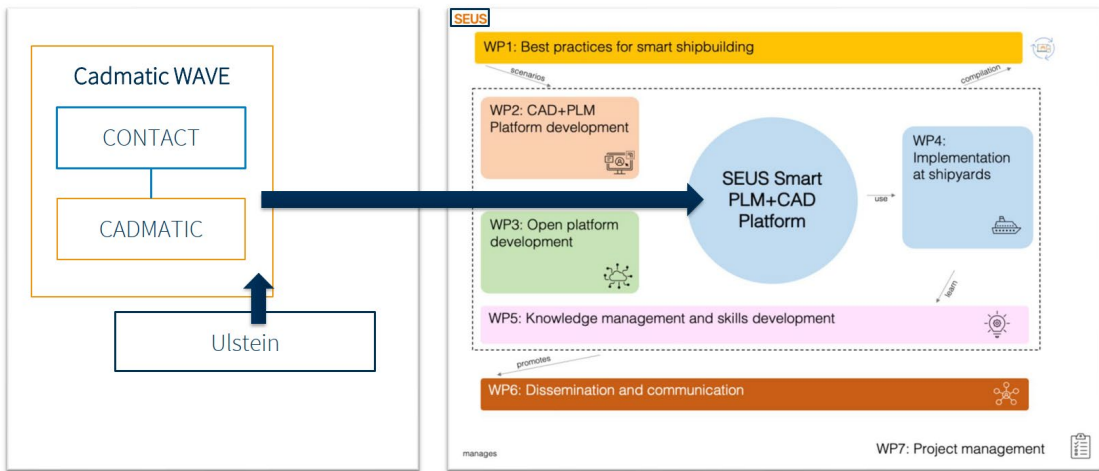 Cadmatic WAVE
CONTACT
CADMATIC
Ulstein
SEUS
WP1: Best practices for smart shipbuilding
scenarios
compilation
WP2: CAD+PLM
Platform development
SEUS Smart
PLM+CAD
Platform
WP4:
Implementation
at shipyards
use
WP3: Open platform
development
learn
WP5: Knowledge management and skills development
promotes
WP6: Dissemination and communication
manages
WP7: Project management